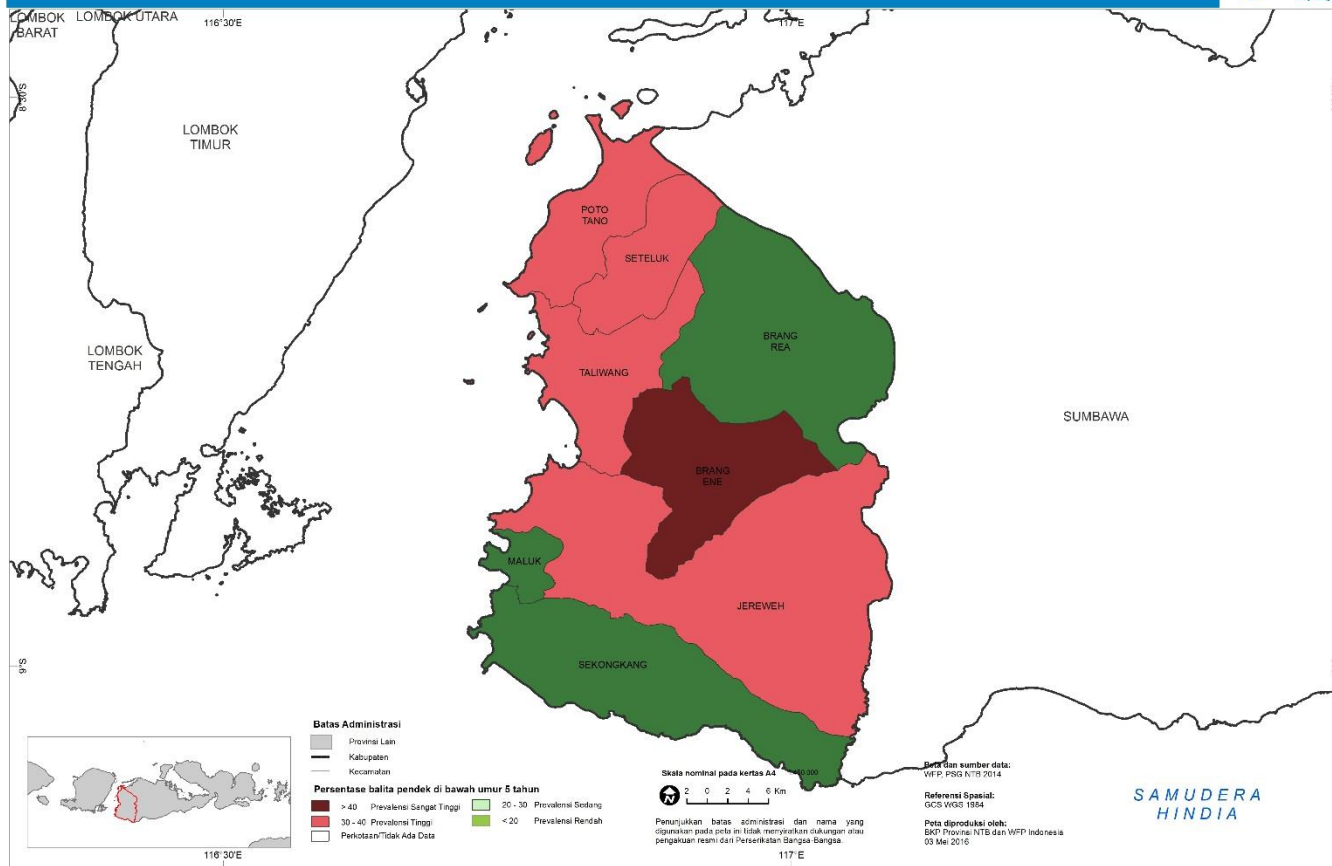 LOMBOK BARAT
LOMBOK UTARA
116°30'E
117°E
8°30'S
LOMBOK
TIMUR
POTO
TANO
SETELUK
BRANG
REA
LOMBOK
TENGAH
TALIWANG
SUMBAWA
BRANG
ENE
MALUK
JEREWEH
9°S
SEKONGKANG
Batas Administrasi
Provinsi Lain
Kabupaten
Kecamatan
Persentase balita pendek di bawah umur 5 tahun
> 40 Prevalensi Sangat Tinggi
30 - 40 Prevalensi Tinggi
Perkotaan/Tidak Ada Data
20 - 30 Prevalensi Sedang
< 20 Prevalensi Rendah
Skala nominal pada kertas A4
2 0 2 4 6 Km
Penunjukkan batas administrasi dan nama yang
digunakan pada peta ini tidak menyiratkan dukungan atau
pengakuan resmi dari Perserikatan Bangsa-Bangsa.
Peta dan sumber data:
WFP, PSG NTB 2014
Referensi Spasial:
GCS WGS 1984
Peta diproduksi oleh:
BKP Provinsi NTB dan WFP Indonesia
03 Mei 2016
SAMUDERA
HINDIA
116°30'E
117°E